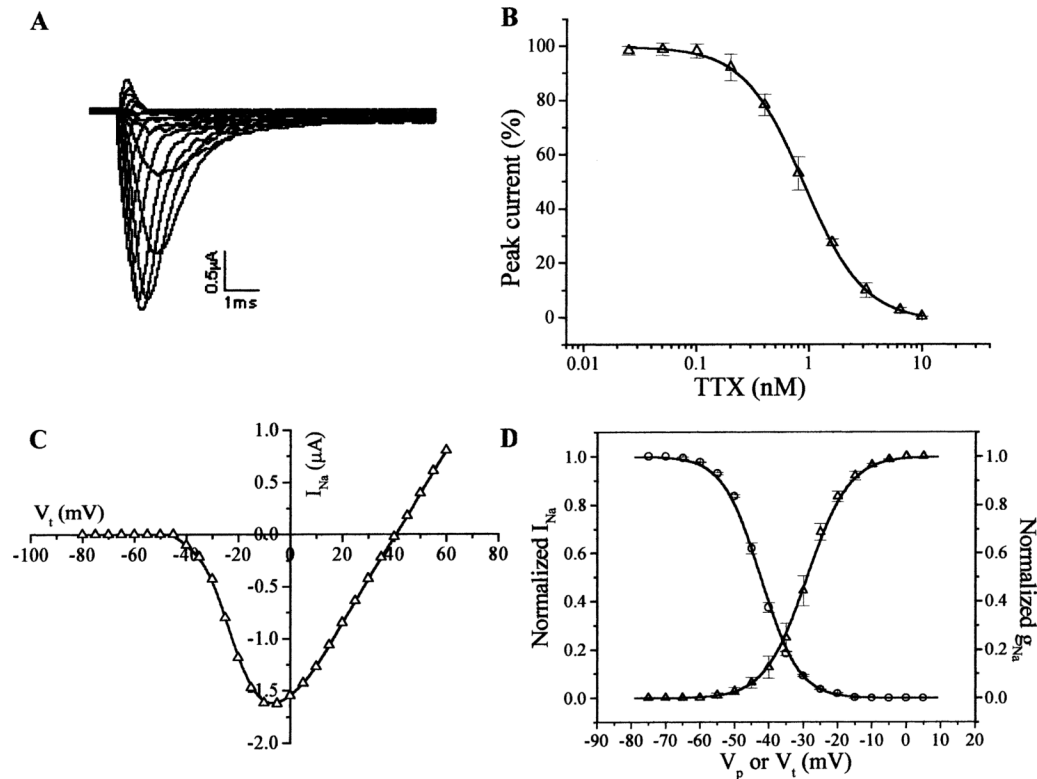 A
0.5μA
1ms
B
100
80
60
40
20
0
Peak current (%)
0.01 0.1 1 10
TTX (nM)
C
1.0
0.5
0.0
-0.5
-1.0
-1.5
-2.0
I_Na (μA)
V_t (mV)
-100 -80 -60 -40 -20 0 20 40 60 80
D
1.0
0.8
0.6
0.4
0.2
0.0
Normalized I_Na
1.0
0.8
0.6
0.4
0.2
0.0
Normalized g_Na
-90 -80 -70 -60 -50 -40 -30 -20 -10 0 10 20
V_p or V_t (mV)